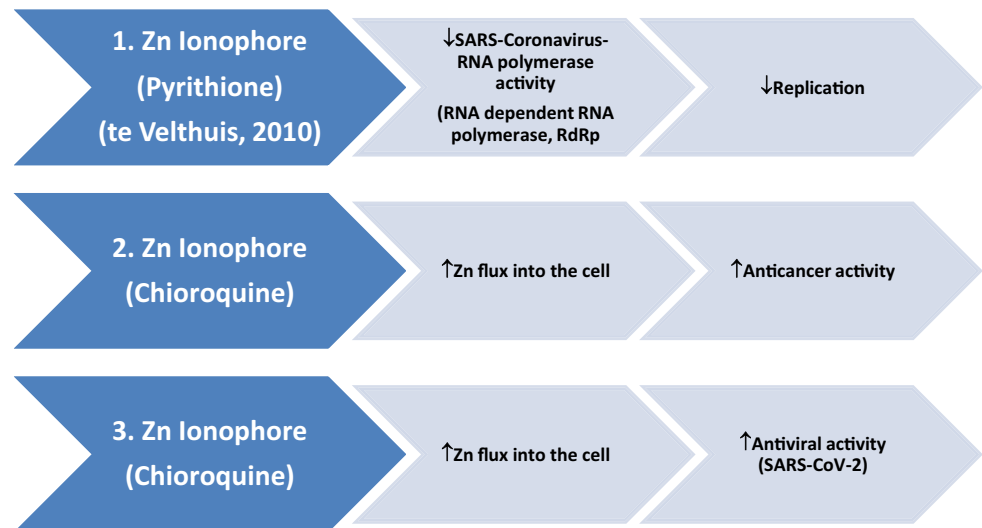 1. Zn Ionophore
(Pyrithione)
(te Velthuis, 2010)
↓SARS-Coronavirus-
RNA polymerase
activity
(RNA dependent RNA
polymerase, RdRp
↓Replication
2. Zn Ionophore
(Chioroquine)
↑Zn flux into the cell
↑Anticancer activity
3. Zn Ionophore
(Chioroquine)
↑Zn flux into the cell
↑Antiviral activity
(SARS-CoV-2)